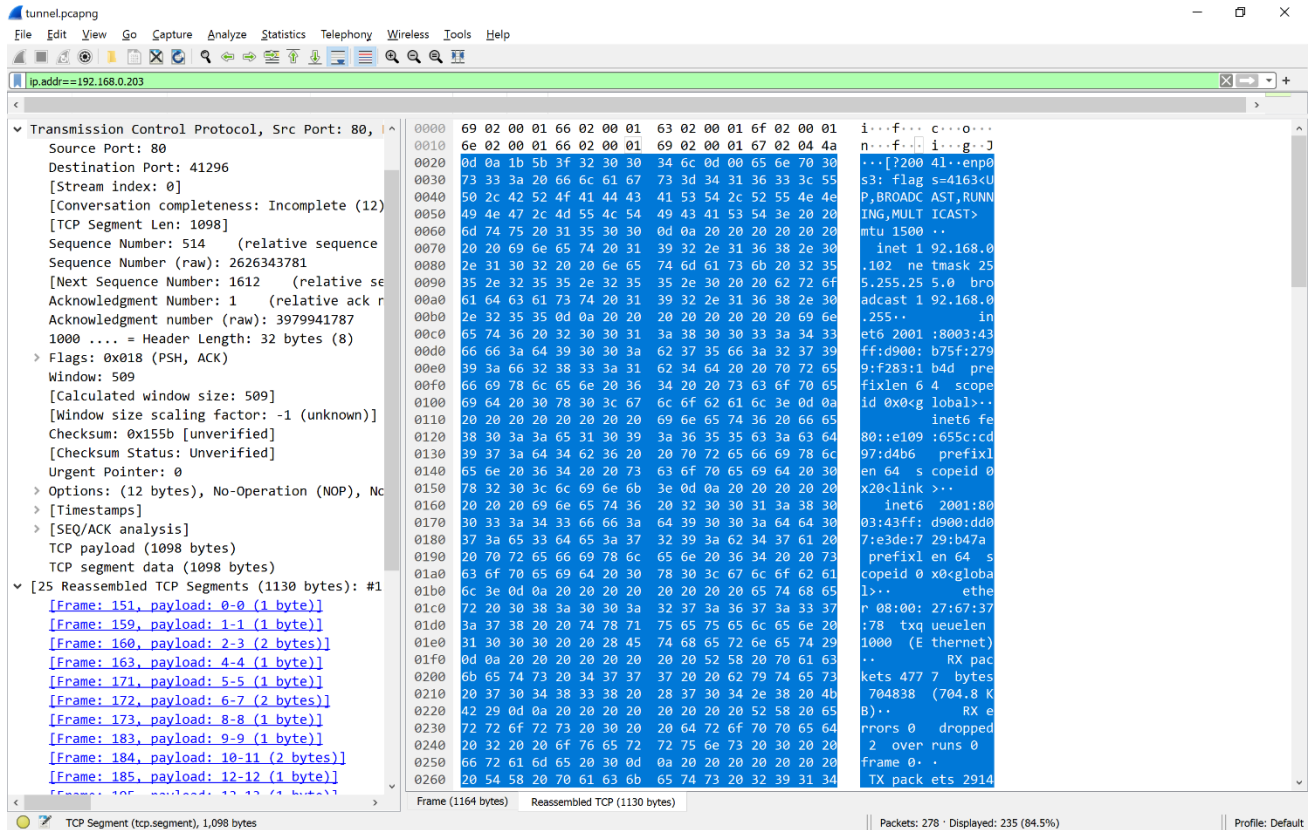 tunnel.pcapng
File Edit View Go Capture Analyze Statistics Telephony Wireless Tools Help
ip.addr==192.168.0.203
Transmission Control Protocol, Src Port: 80,
Source Port: 80
Destination Port: 41296
[Stream index: 0]
[Conversation completeness: Incomplete (12)
[TCP Segment Len: 1098]
Sequence Number: 514 (relative sequence
Sequence Number (raw): 2626343781
[Next Sequence Number: 1612 (relative se
Acknowledgment Number: 1 (relative ack r
Acknowledgment number (raw): 3979941787
1000 .... = Header Length: 32 bytes (8)
Flags: 0x018 (PSH, ACK)
Window: 509
[Calculated window size: 509]
[Window size scaling factor: -1 (unknown)]
Checksum: 0x155b [unverified]
[Checksum Status: Unverified]
Urgent Pointer: 0
Options: (12 bytes), No-Operation (NOP), Nc
[Timestamps]
[SEQ/ACK analysis]
TCP payload (1098 bytes)
TCP segment data (1098 bytes)
[25 Reassembled TCP Segments (1130 bytes): #1
[Frame: 151, payload: 0-0 (1 byte)]
[Frame: 159, payload: 1-1 (1 byte)]
[Frame: 160, payload: 2-3 (2 bytes)]
[Frame: 163, payload: 4-4 (1 byte)]
[Frame: 171, payload: 5-5 (1 byte)]
[Frame: 172, payload: 6-7 (2 bytes)]
[Frame: 173, payload: 8-8 (1 byte)]
[Frame: 183, payload: 9-9 (1 byte)]
[Frame: 184, payload: 10-11 (2 bytes)]
[Frame: 185, payload: 12-12 (1 byte)]
0000 69 02 00 01 66 02 00 01 63 02 00 01 6f 02 00 01 i···f··· c···o···
0010 6e 02 00 01 66 02 00 01 69 02 00 01 67 02 04 4a n···f··· i···g··J
0020 0d 0a 1b 5b 3f 32 30 30 34 6c 0d 00 65 6e 70 30 ···[?200 4l··enp0
0030 73 33 3a 20 66 6c 61 67 73 3d 34 31 36 33 3c 55 s3: flag s=4163<U
0040 50 2c 42 52 4f 41 44 43 41 53 54 2c 52 55 4e 4e P,BROADC AST,RUNN
0050 49 4e 47 2c 4d 55 4c 54 49 43 41 53 54 3e 20 20 ING,MULT ICAST>
0060 6d 74 75 20 31 35 30 30 0d 0a 20 20 20 20 20 20 mtu 1500 ··
0070 20 20 69 6e 65 74 20 31 39 32 2e 31 36 38 2e 30 inet 1 92.168.0
0080 2e 31 30 32 20 20 6e 65 74 6d 61 73 6b 20 32 35 .102 ne tmask 25
0090 35 2e 32 35 35 2e 32 35 35 2e 30 20 20 62 72 6f 5.255.25 5.0 bro
00a0 61 64 63 61 73 74 20 31 39 32 2e 31 36 38 2e 30 adcast 1 92.168.0
00b0 2e 32 35 35 0d 0a 20 20 20 20 20 20 20 20 69 6e .255·· in
00c0 65 74 36 20 32 30 30 31 3a 38 30 30 33 3a 34 33 et6 2001 :8003:43
00d0 66 66 3a 64 39 30 30 3a 62 37 35 66 3a 32 37 39 ff:d900: b75f:279
00e0 39 3a 66 32 38 33 3a 31 62 34 64 20 20 70 72 65 9:f283:1 b4d pre
00f0 66 69 78 6c 65 6e 20 36 34 20 20 73 63 6f 70 65 fixlen 6 4 scope
0100 69 64 20 30 78 30 3c 67 6c 6f 62 61 6c 3e 0d 0a id 0x0<g lobal>··
0110 20 20 20 20 20 20 20 20 69 6e 65 74 36 20 66 65 inet6 fe
0120 38 30 3a 3a 65 31 30 39 3a 36 35 35 63 3a 63 64 80::e109 :655c:cd
0130 39 37 3a 64 34 62 36 20 20 70 72 65 66 69 78 6c 97:d4b6 prefixl
0140 65 6e 20 36 34 20 20 73 63 6f 70 65 69 64 20 30 en 64 s copeid 0
0150 78 32 30 3c 6c 69 6e 6b 3e 0d 0a 20 20 20 20 20 x20<link >··
0160 20 20 20 69 6e 65 74 36 20 32 30 30 31 3a 38 30 inet6 2001:80
0170 30 33 3a 34 33 66 66 3a 64 39 30 30 3a 64 64 30 03:43ff: d900:dd0
0180 37 3a 65 33 64 65 3a 37 32 39 3a 62 34 37 61 20 7:e3de:7 29:b47a
0190 20 70 72 65 66 69 78 6c 65 6e 20 36 34 20 20 73 prefixl en 64 s
01a0 63 6f 70 65 69 64 20 30 78 30 3c 67 6c 6f 62 61 copeid 0 x0<globa
01b0 6c 3e 0d 0a 20 20 20 20 20 20 20 20 65 74 68 65 l>·· ethe
01c0 72 20 30 38 3a 30 30 3a 32 37 3a 36 37 3a 33 37 r 08:00: 27:67:37
01d0 3a 37 38 20 20 74 78 71 75 65 75 65 6c 65 6e 20 :78 txq ueuelen
01e0 31 30 30 30 20 20 28 45 74 68 65 72 6e 65 74 29 1000 (E thernet)
01f0 0d 0a 20 20 20 20 20 20 20 20 52 58 20 70 61 63 ·· RX pac
0200 6b 65 74 73 20 34 37 37 37 20 20 62 79 74 65 73 kets 477 7 bytes
0210 20 37 30 34 38 33 38 20 28 37 30 34 2e 38 20 4b 704838 (704.8 K
0220 42 29 0d 0a 20 20 20 20 20 20 20 20 52 58 20 65 B)·· RX e
0230 72 72 6f 72 73 20 30 20 20 64 72 6f 70 70 65 64 rrors 0 dropped
0240 20 32 20 20 6f 76 65 72 72 75 6e 73 20 30 20 20 2 over runs 0
0250 66 72 61 6d 65 20 30 0d 0a 20 20 20 20 20 20 20 frame 0· ·
0260 20 54 58 20 70 61 63 6b 65 74 73 20 32 39 31 34 TX pack ets 2914
Frame (1164 bytes) Reassembled TCP (1130 bytes)
TCP Segment (tcp.segment), 1,098 bytes
Packets: 278 · Displayed: 235 (84.5%)
Profile: Default